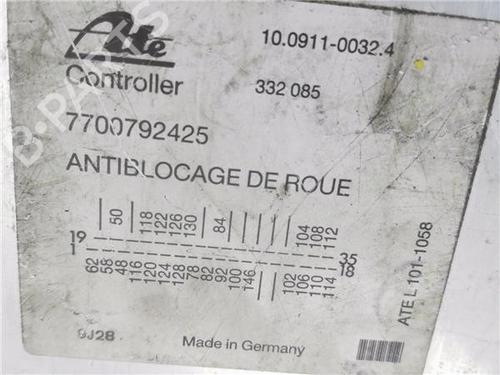 Ate
10.0911-0032.4
Controller
332 085
7700792425
ANTIBLOCAGE DE ROUE
50 118 122 126 130 84 104 108 112
19 35
1 18
62 58 48 116 120 124 128 78 82 92 100 146 102 106 110 114
ATE L 101-1058
9J28
Made in Germany
B-PARTS